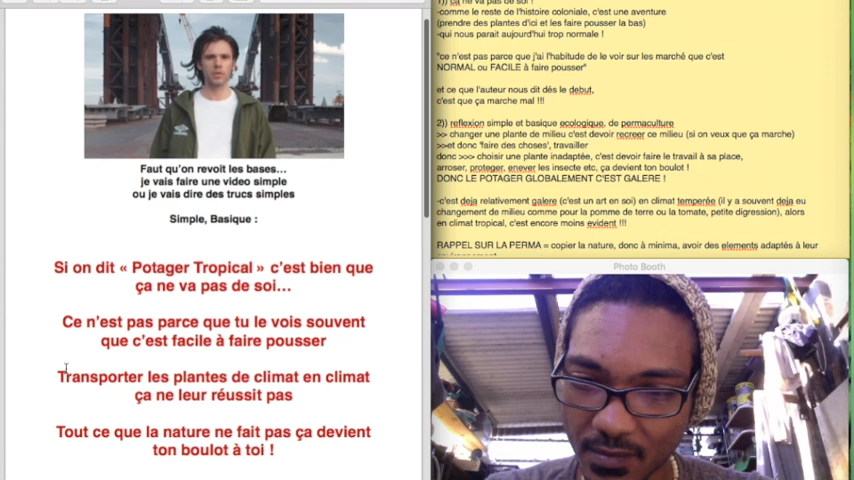 Faut qu'on revoit les bases...
je vais faire une video simple
ou je vais dire des trucs simples
Simple, Basique :
Si on dit « Potager Tropical » c'est bien que
ça ne va pas de soi...
Ce n'est pas parce que tu le vois souvent
que c'est facile à faire pousser
Transporter les plantes de climat en climat
ça ne leur réussit pas
Tout ce que la nature ne fait pas ça devient
ton boulot à toi !
1)) ça ne va pas de soi !
-comme le reste de l'histoire coloniale, c'est une aventure
(prendre des plantes d'ici et les faire pousser la bas)
-qui nous parait aujourd'hui trop normale !
"ce n'est pas parce que j'ai l'habitude de le voir sur les marché que c'est
NORMAL ou FACILE à faire pousser"
et ce que l'auteur nous dit dés le debut,
c'est que ça marche mal !!!
2)) reflexion simple et basique ecologique, de permaculture
>> changer une plante de milieu c'est devoir recreer ce milieu (si on veux que ça marche)
>>et donc 'faire des choses', travailler
donc >>> choisir une plante inadaptée, c'est devoir faire le travail à sa place,
arroser, proteger, enever les insecte etc, ça devient ton boulot !
DONC LE POTAGER GLOBALEMENT C'EST GALERE !
-c'est deja relativement galere (c'est un art en soi) en climat temperée (il y a souvent deja eu
changement de milieu comme pour la pomme de terre ou la tomate, petite digression), alors
en climat tropical, c'est encore moins evident !!!
RAPPEL SUR LA PERMA = copier la nature, donc à minima, avoir des elements adaptés à leur
Photo Booth